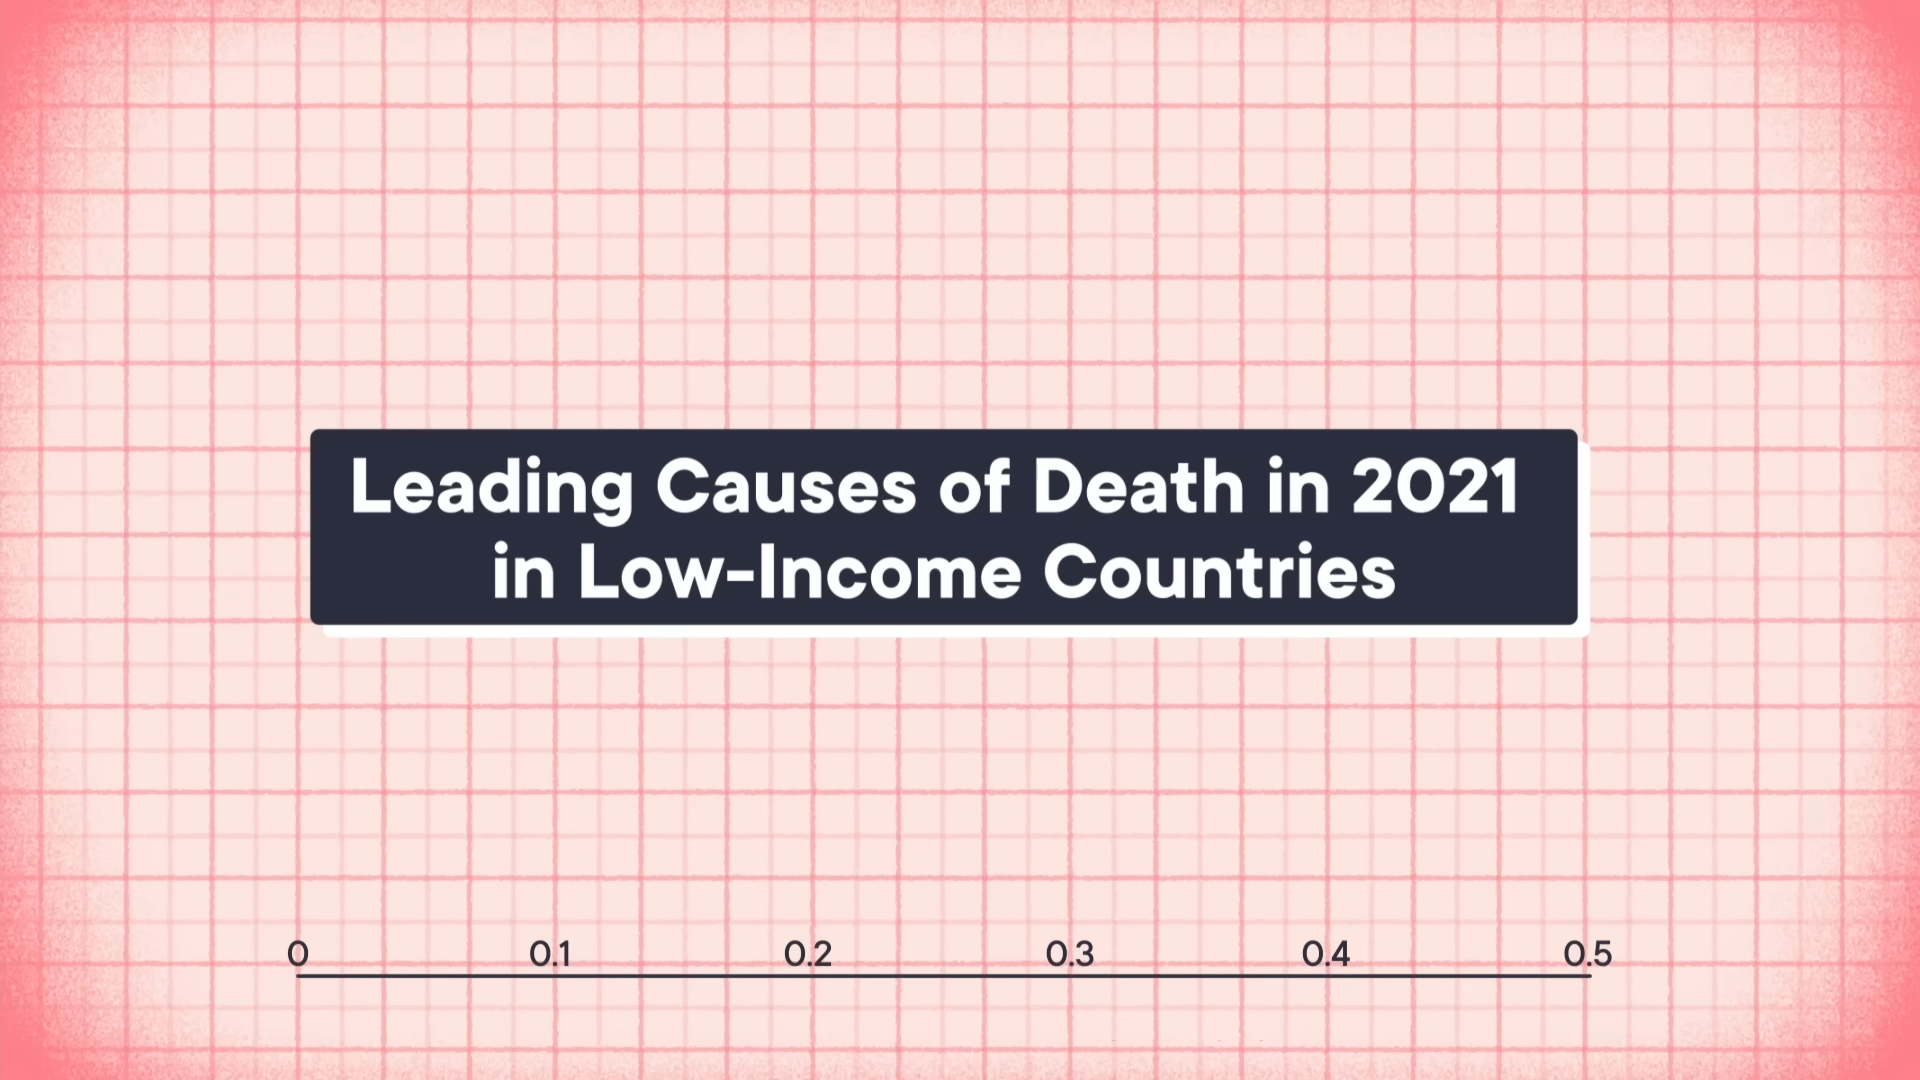 Leading Causes of Death in 2021
in Low-Income Countries
0 0.1 0.2 0.3 0.4 0.5